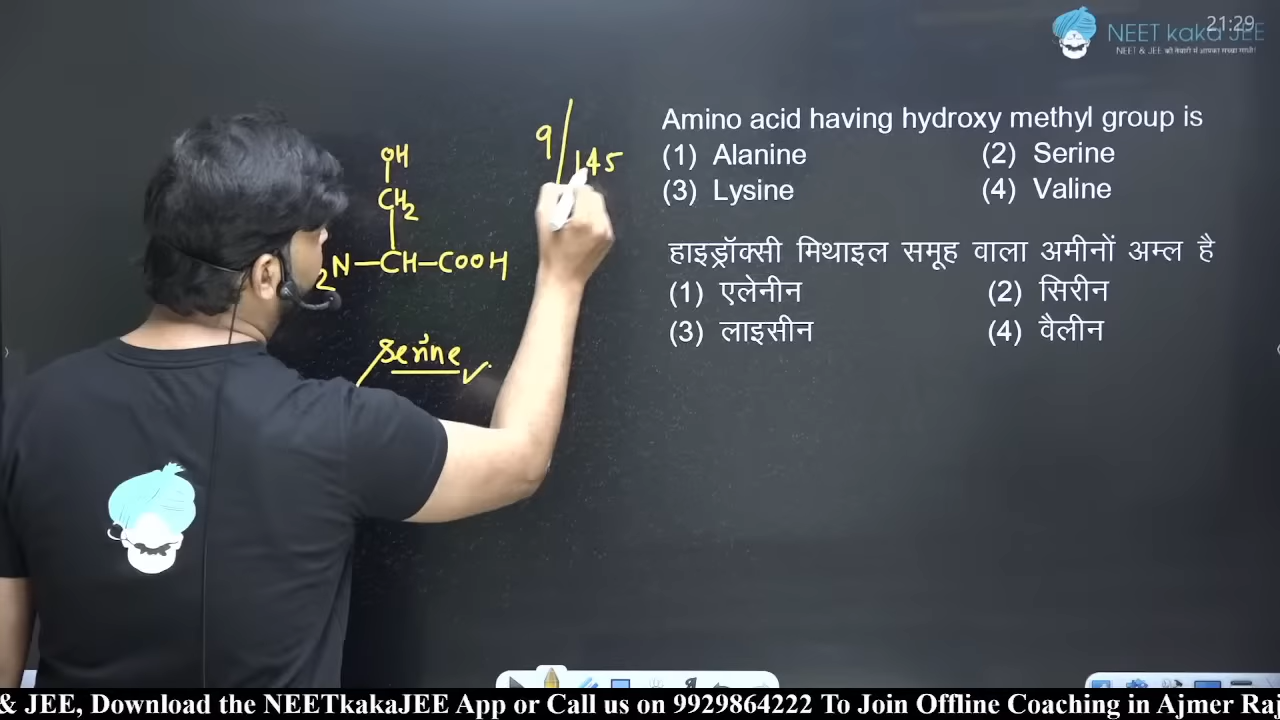 21:29
NEET kaka JEE
NEET & JEE की तैयारी में आपका सच्चा साथी!
Amino acid having hydroxy methyl group is
(1) Alanine (2) Serine
(3) Lysine (4) Valine
हाइड्रॉक्सी मिथाइल समूह वाला अमीनों अम्ल है
(1) एलेनीन (2) सिरीन
(3) लाइसीन (4) वैलीन
9/145
OH
CH2
2N—CH—COOH
Serine
& JEE, Download the NEETkakaJEE App or Call us on 9929864222 To Join Offline Coaching in Ajmer Raj